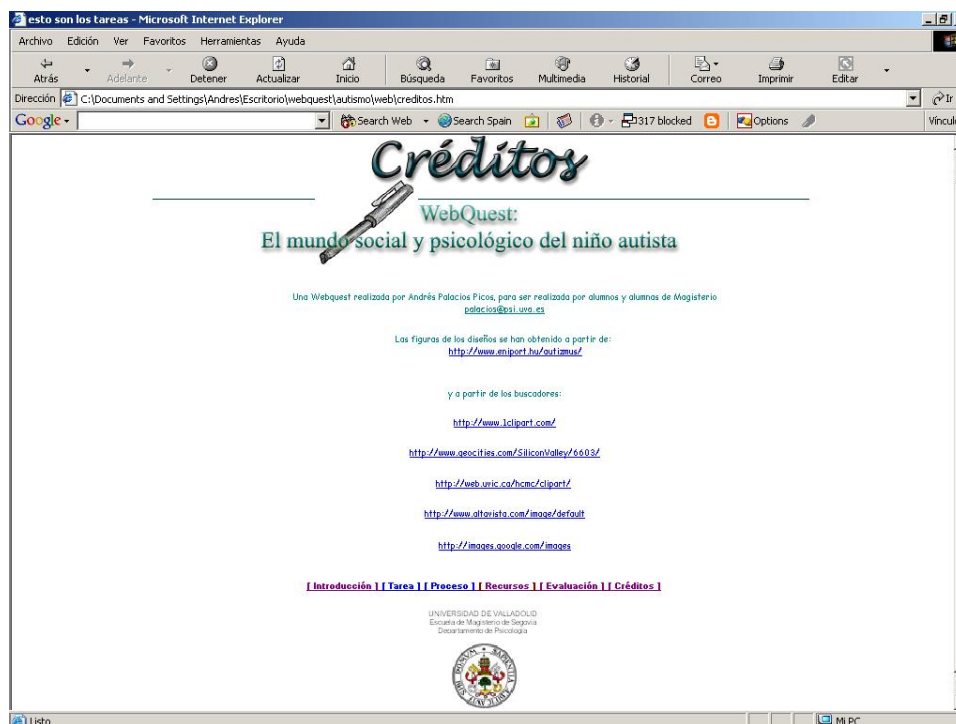 esto son los tareas - Microsoft Internet Explorer
Archivo Edición Ver Favoritos Herramientas Ayuda
Atrás Adelante Detener Actualizar Inicio Búsqueda Favoritos Multimedia Historial Correo Imprimir Editar
Dirección C:\Documents and Settings\Andres\Escritorio\webquest\autismo\web\creditos.htm Ir
Google Search Web Search Spain 317 blocked Options Víncul
Créditos
WebQuest:
El mundo social y psicológico del niño autista
Una Webquest realizada por Andrés Palacios Picos, para ser realizada por alumnos y alumnas de Magisterio
palacios@psi.uva.es
Las figuras de los diseños se han obtenido a partir de:
http://www.eniport.hu/autizmus/
y a partir de los buscadores:
http://www.1clipart.com/
http://www.geocities.com/SiliconValley/6603/
http://web.uvic.ca/hcmc/clipart/
http://www.altavista.com/image/default
http://images.google.com/images
[ Introducción ] [ Tarea ] [ Proceso ] [ Recursos ] [ Evaluación ] [ Créditos ]
UNIVERSIDAD DE VALLADOLID
Escuela de Magisterio de Segovia
Departamento de Psicología
Listo Mi PC